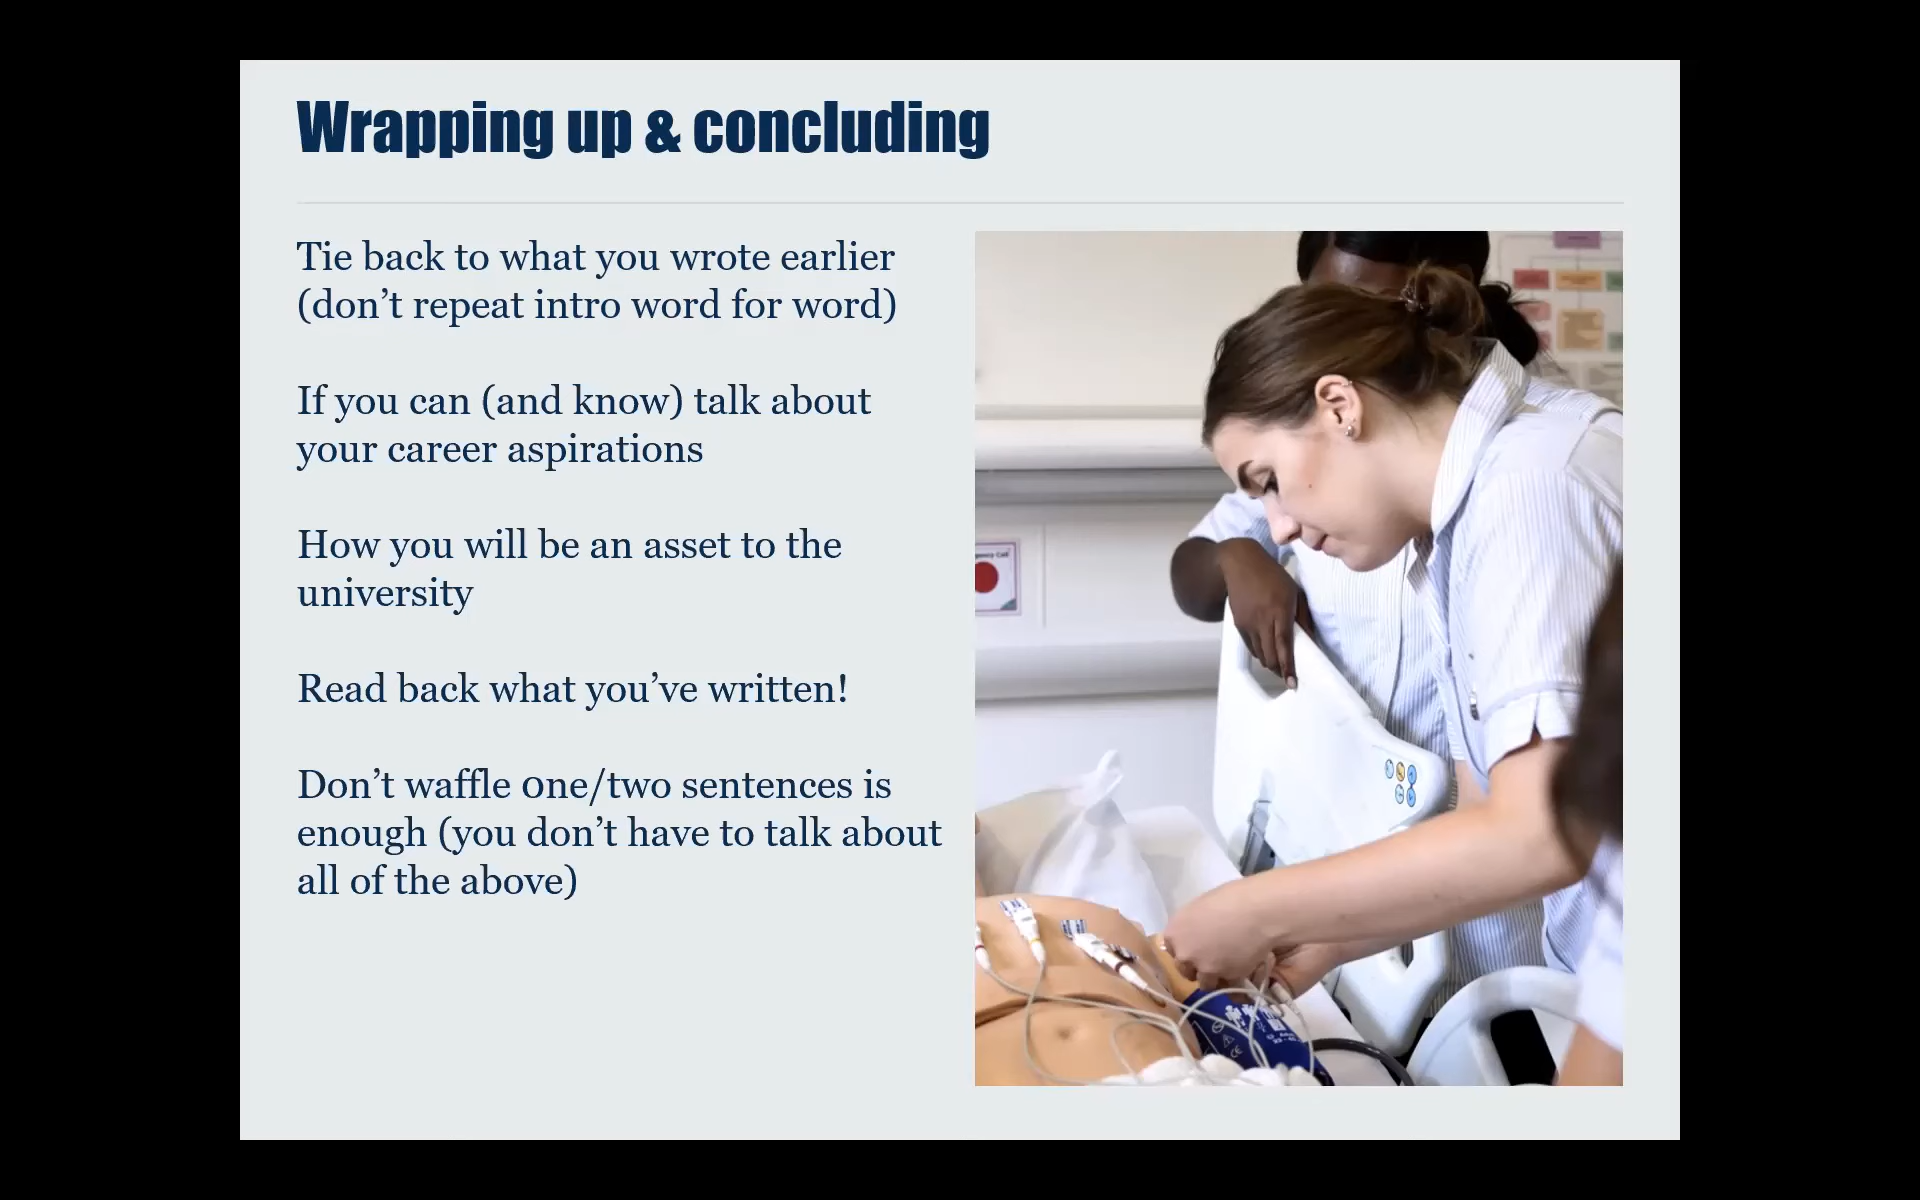 Wrapping up & concluding
Tie back to what you wrote earlier
(don’t repeat intro word for word)
If you can (and know) talk about
your career aspirations
How you will be an asset to the
university
Read back what you’ve written!
Don’t waffle one/two sentences is
enough (you don’t have to talk about
all of the above)